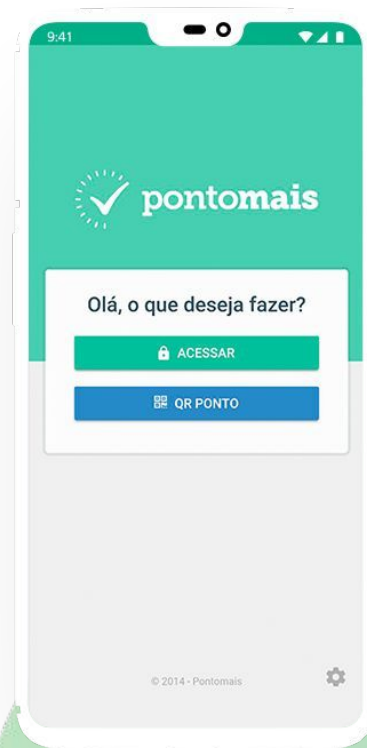 9:41
pontomais
Olá, o que deseja fazer?
ACESSAR
QR PONTO
© 2014 - Pontomais